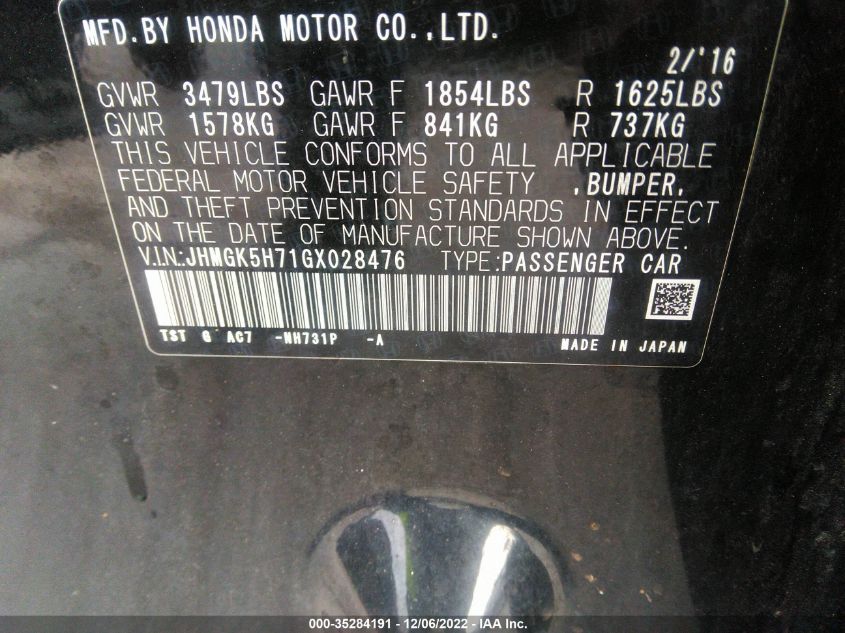 MFD.BY HONDA MOTOR CO.,LTD.
2/'16
GVWR 3479LBS GAWR F 1854LBS R 1625LBS
GVWR 1578KG GAWR F 841KG R 737KG
THIS VEHICLE CONFORMS TO ALL APPLICABLE
FEDERAL MOTOR VEHICLE SAFETY ,BUMPER,
AND THEFT PREVENTION STANDARDS IN EFFECT
ON THE DATE OF MANUFACTURE SHOWN ABOVE.
V.I.N:JHMGK5H71GX028476 TYPE:PASSENGER CAR
TST G AC7 -NH731P -A MADE IN JAPAN
000-35284191 - 12/06/2022 - IAA Inc.